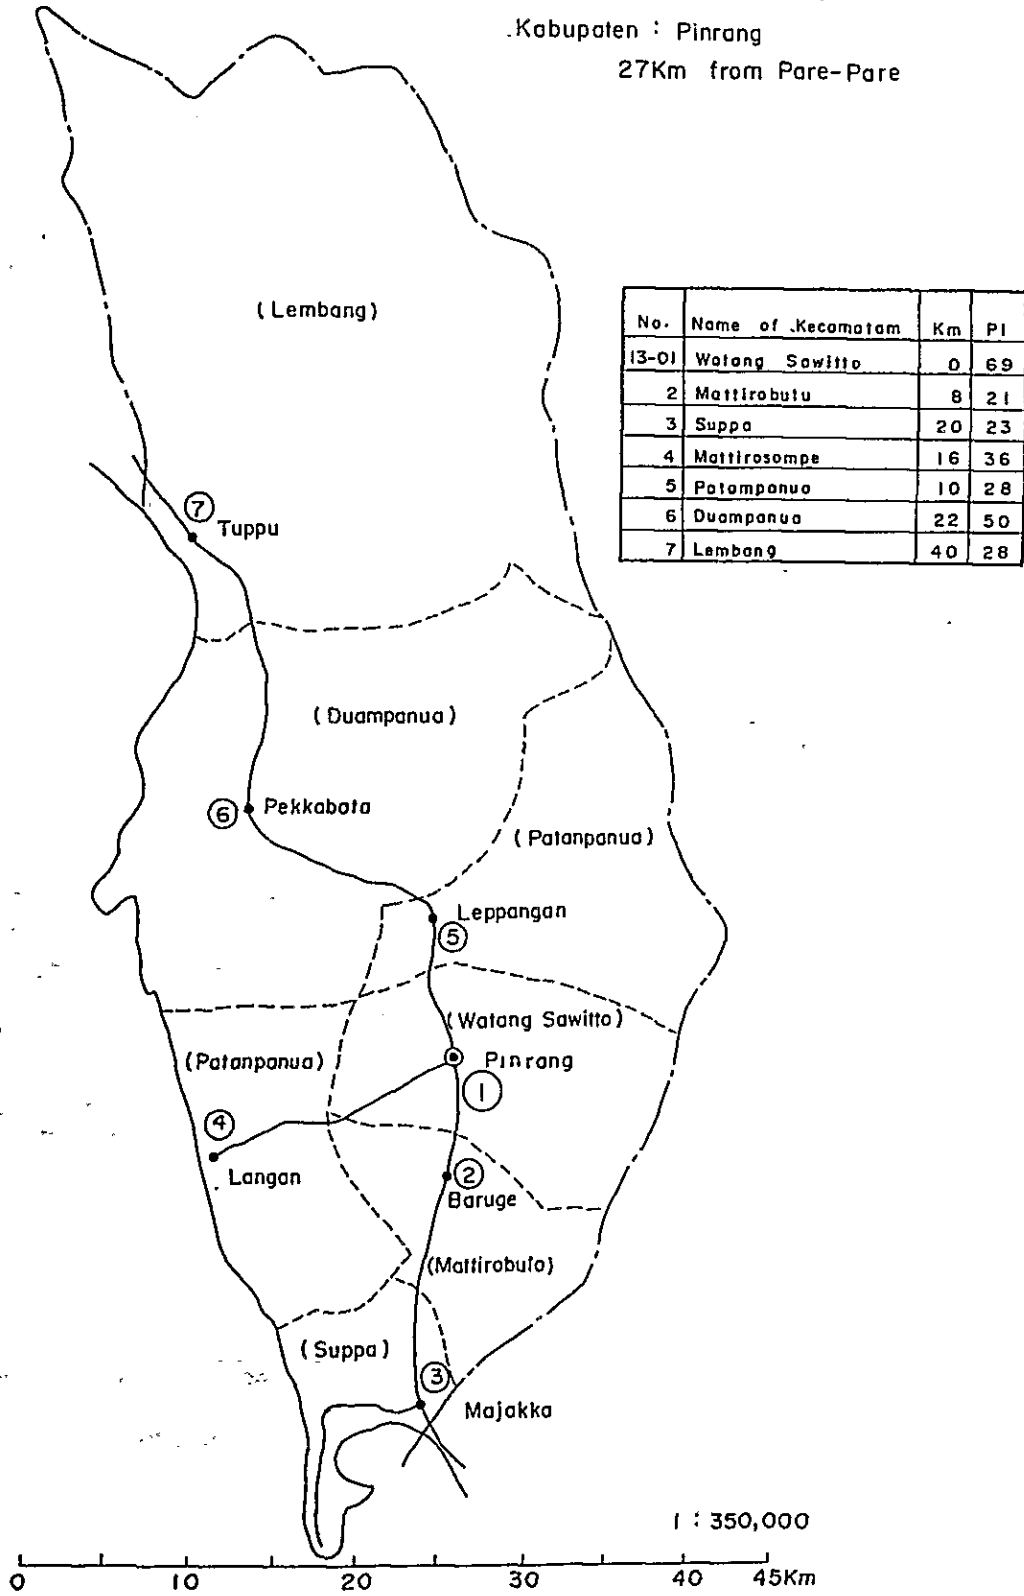 Kabupaten : Pinrang
27Km from Pare-Pare
(Lembang)
No. Name of Kecamatam Km Pl
13-01 Watang Sawitto 0 69
2 Mattirobutu 8 21
3 Suppa 20 23
4 Mattirosompe 16 36
5 Patampanua 10 28
6 Duampanua 22 50
7 Lembang 40 28
7
Tuppu
(Duampanua)
6 Pekkabata
(Patanpanua)
Leppangan
5
(Watang Sawitto)
(Patanpanua)
Pinrang
1
4
Langan
2
Baruge
(Mattirobuto)
(Suppa)
3
Majakka
1 : 350,000
0 10 20 30 40 45Km